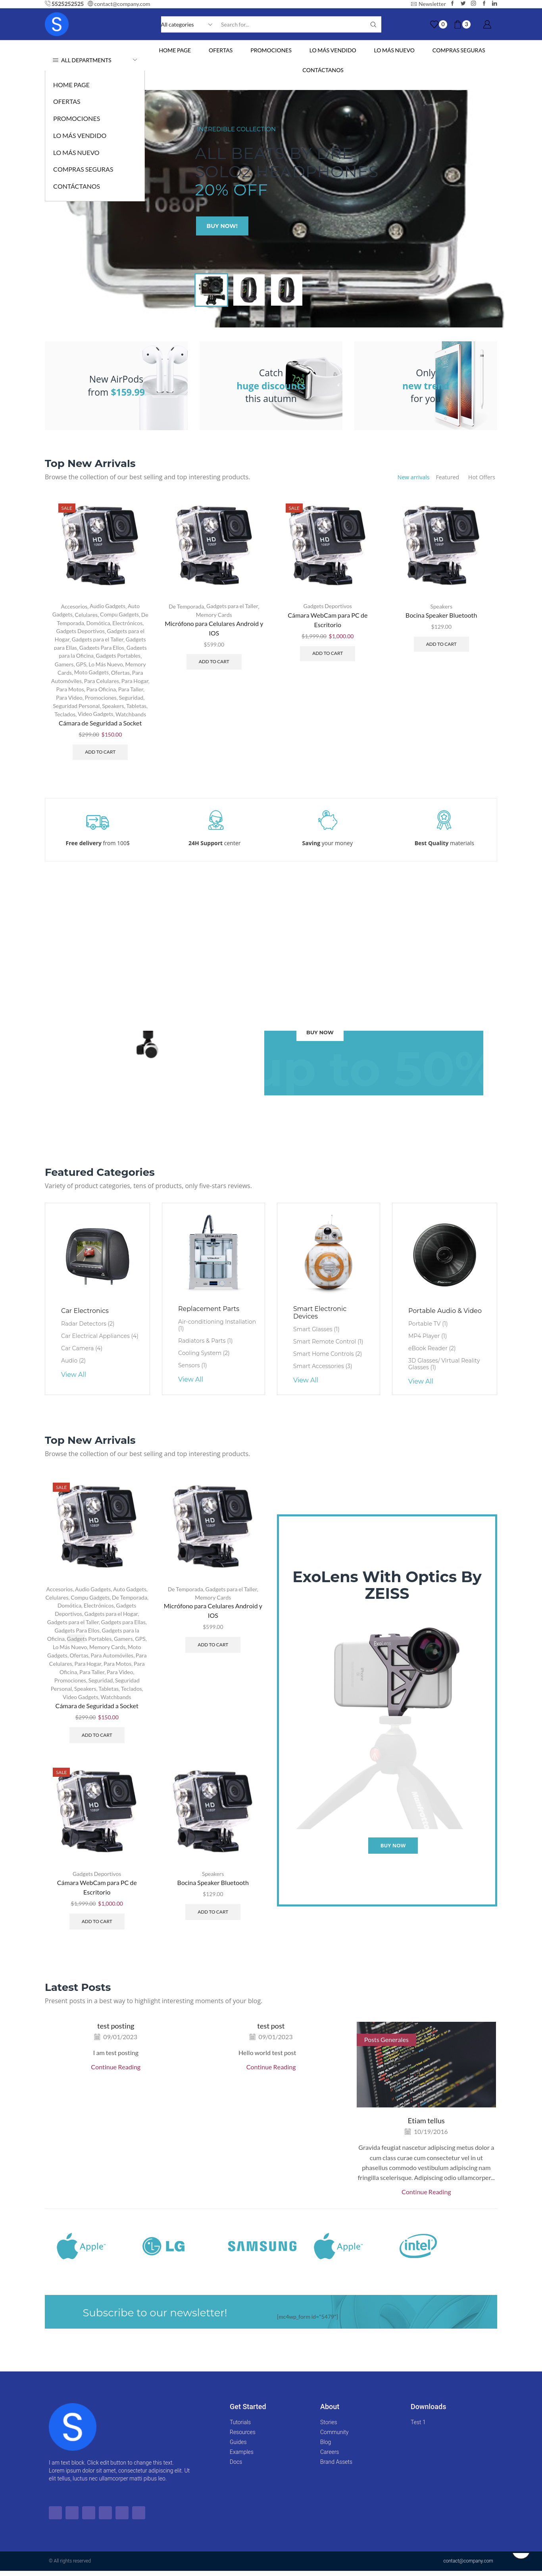 5525252525 contact@company.com
Newsletter
S
All categories
Search for...
0
3
ALL DEPARTMENTS
HOME PAGE
OFERTAS
PROMOCIONES
LO MÁS VENDIDO
LO MÁS NUEVO
COMPRAS SEGURAS
CONTÁCTANOS
HOME PAGE
OFERTAS
PROMOCIONES
LO MÁS VENDIDO
LO MÁS NUEVO
COMPRAS SEGURAS
CONTÁCTANOS
1080P
INCREDIBLE COLLECTION
ALL BEATS BY DRE
SOLO 2 HEADPHONES
20% OFF
BUY NOW!
New AirPods
from $159.99
Catch
huge discounts
this autumn
Only
new trend
for you
Top New Arrivals
Browse the collection of our best selling and top interesting products.
New arrivals
Featured
Hot Offers
SALE
Accesorios, Audio Gadgets, Auto
Gadgets, Celulares, Compu Gadgets, De
Temporada, Domótica, Electrónicos,
Gadgets Deportivos, Gadgets para el
Hogar, Gadgets para el Taller, Gadgets
para Ellas, Gadgets Para Ellos, Gadgets
para la Oficina, Gadgets Portables,
Gamers, GPS, Lo Más Nuevo, Memory
Cards, Moto Gadgets, Ofertas, Para
Automóviles, Para Celulares, Para Hogar,
Para Motos, Para Oficina, Para Taller,
Para Video, Promociones, Seguridad,
Seguridad Personal, Speakers, Tabletas,
Teclados, Video Gadgets, Watchbands
Cámara de Seguridad a Socket
$299.00 $150.00
ADD TO CART
De Temporada, Gadgets para el Taller,
Memory Cards
Micrófono para Celulares Android y
IOS
$599.00
ADD TO CART
SALE
Gadgets Deportivos
Cámara WebCam para PC de
Escritorio
$1,999.00 $1,000.00
ADD TO CART
Speakers
Bocina Speaker Bluetooth
$129.00
ADD TO CART
Free delivery from 100$
24H Support center
Saving your money
Best Quality materials
BUY NOW
up to 50%
Featured Categories
Variety of product categories, tens of products, only five-stars reviews.
Car Electronics
Radar Detectors (2)
Car Electrical Appliances (4)
Car Camera (4)
Audio (2)
View All
Replacement Parts
Air-conditioning Installation
(1)
Radiators & Parts (1)
Cooling System (2)
Sensors (1)
View All
Smart Electronic
Devices
Smart Glasses (1)
Smart Remote Control (1)
Smart Home Controls (2)
Smart Accessories (3)
View All
Portable Audio & Video
Portable TV (1)
MP4 Player (1)
eBook Reader (2)
3D Glasses/ Virtual Reality
Glasses (1)
View All
Top New Arrivals
Browse the collection of our best selling and top interesting products.
SALE
Accesorios, Audio Gadgets, Auto Gadgets,
Celulares, Compu Gadgets, De Temporada,
Domótica, Electrónicos, Gadgets
Deportivos, Gadgets para el Hogar,
Gadgets para el Taller, Gadgets para Ellas,
Gadgets Para Ellos, Gadgets para la
Oficina, Gadgets Portables, Gamers, GPS,
Lo Más Nuevo, Memory Cards, Moto
Gadgets, Ofertas, Para Automóviles, Para
Celulares, Para Hogar, Para Motos, Para
Oficina, Para Taller, Para Video,
Promociones, Seguridad, Seguridad
Personal, Speakers, Tabletas, Teclados,
Video Gadgets, Watchbands
Cámara de Seguridad a Socket
$299.00 $150.00
ADD TO CART
De Temporada, Gadgets para el Taller,
Memory Cards
Micrófono para Celulares Android y
IOS
$599.00
ADD TO CART
SALE
Gadgets Deportivos
Cámara WebCam para PC de
Escritorio
$1,999.00 $1,000.00
ADD TO CART
Speakers
Bocina Speaker Bluetooth
$129.00
ADD TO CART
ExoLens With Optics By
ZEISS
BUY NOW
Latest Posts
Present posts in a best way to highlight interesting moments of your blog.
test posting
09/01/2023
I am test posting
Continue Reading
test post
09/01/2023
Hello world test post
Continue Reading
Posts Generales
Etiam tellus
10/19/2016
Gravida feugiat nascetur adipiscing metus dolor a
cum class curae cum consectetur vel in ut
phasellus commodo vestibulum adipiscing nam
fringilla scelerisque. Adipiscing odio ullamcorper...
Continue Reading
Apple
LG
SAMSUNG
Apple
intel
Subscribe to our newsletter!
S
I am text block. Click edit button to change this text.
Lorem ipsum dolor sit amet, consectetur adipiscing elit. Ut
elit tellus, luctus nec ullamcorper matti pibus leo.
Get Started
Tutorials
Resources
Guides
Examples
Docs
About
Stories
Community
Blog
Careers
Brand Assets
Downloads
Test 1
© All rights reserved
contact@company.com